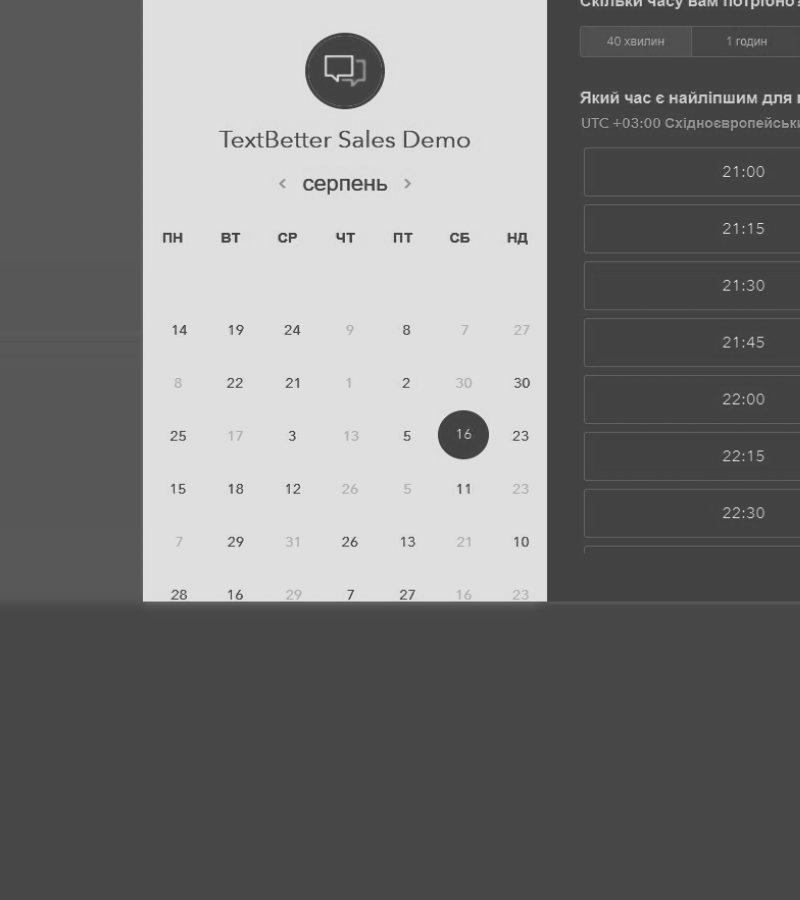 TextBetter Sales Demo
серпень
ПН ВТ СР ЧТ ПТ СБ НД
14 19 24 9 8 7 27
8 22 21 1 2 30 30
25 17 3 13 5 16 23
15 18 12 26 5 11 23
7 29 31 26 13 21 10
28 16 29 7 27 16 23
Скільки часу вам потрібно?
40 хвилин 1 годин
Який час є найліпшим для
UTC +03:00
21:00
21:15
21:30
21:45
22:00
22:15
22:30